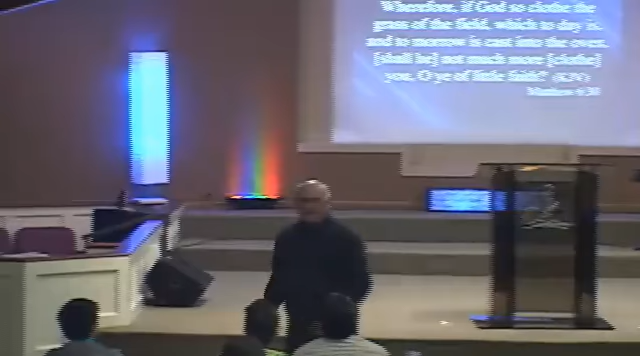 Wherefore, if God so clothe the
grass of the field, which to day is,
and to morrow is cast into the oven,
[shall he] not much more [clothe]
you, O ye of little faith? (KJV)
Matthew 6:30